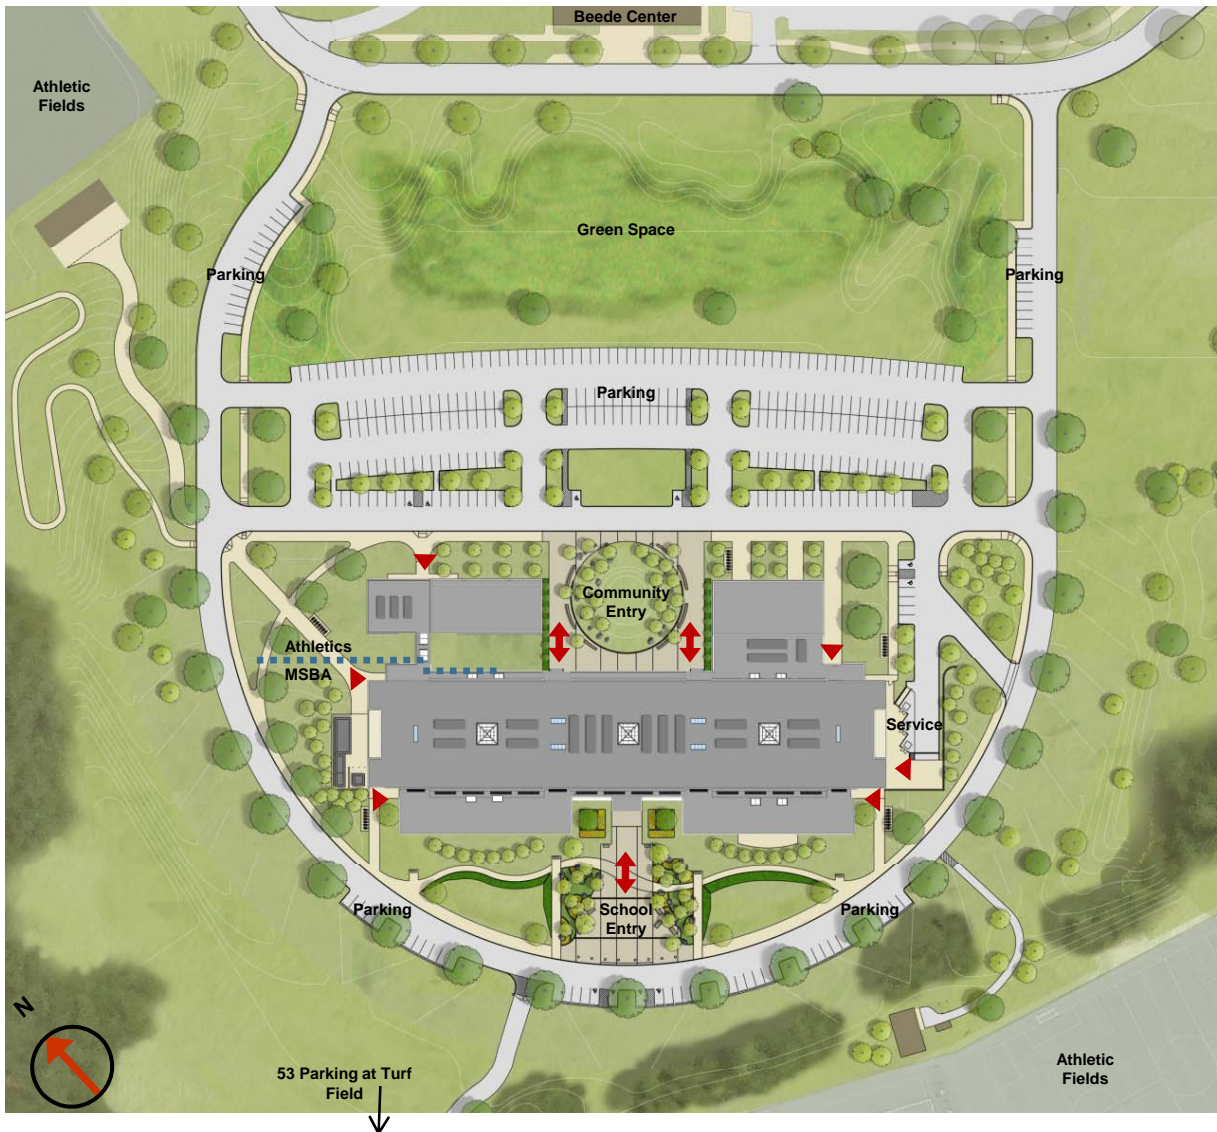 Beede Center
Athletic
Fields
Green Space
Parking
Parking
Parking
Community
Entry
Athletics
MSBA
Service
Parking
School
Entry
Parking
N
53 Parking at Turf
Field
Athletic
Fields